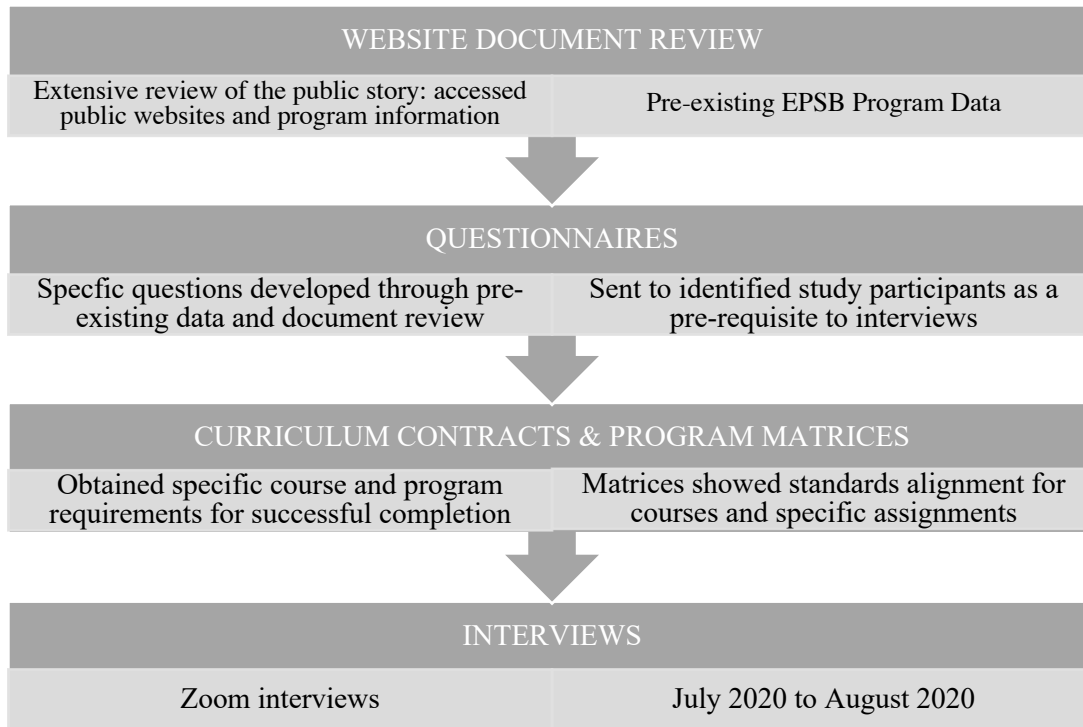 WEBSITE DOCUMENT REVIEW
Extensive review of the public story: accessed
public websites and program information
Pre-existing EPSB Program Data
QUESTIONNAIRES
Specfic questions developed through pre-
existing data and document review
Sent to identified study participants as a
pre-requisite to interviews
CURRICULUM CONTRACTS & PROGRAM MATRICES
Obtained specific course and program
requirements for successful completion
Matrices showed standards alignment for
courses and specific assignments
INTERVIEWS
Zoom interviews
July 2020 to August 2020